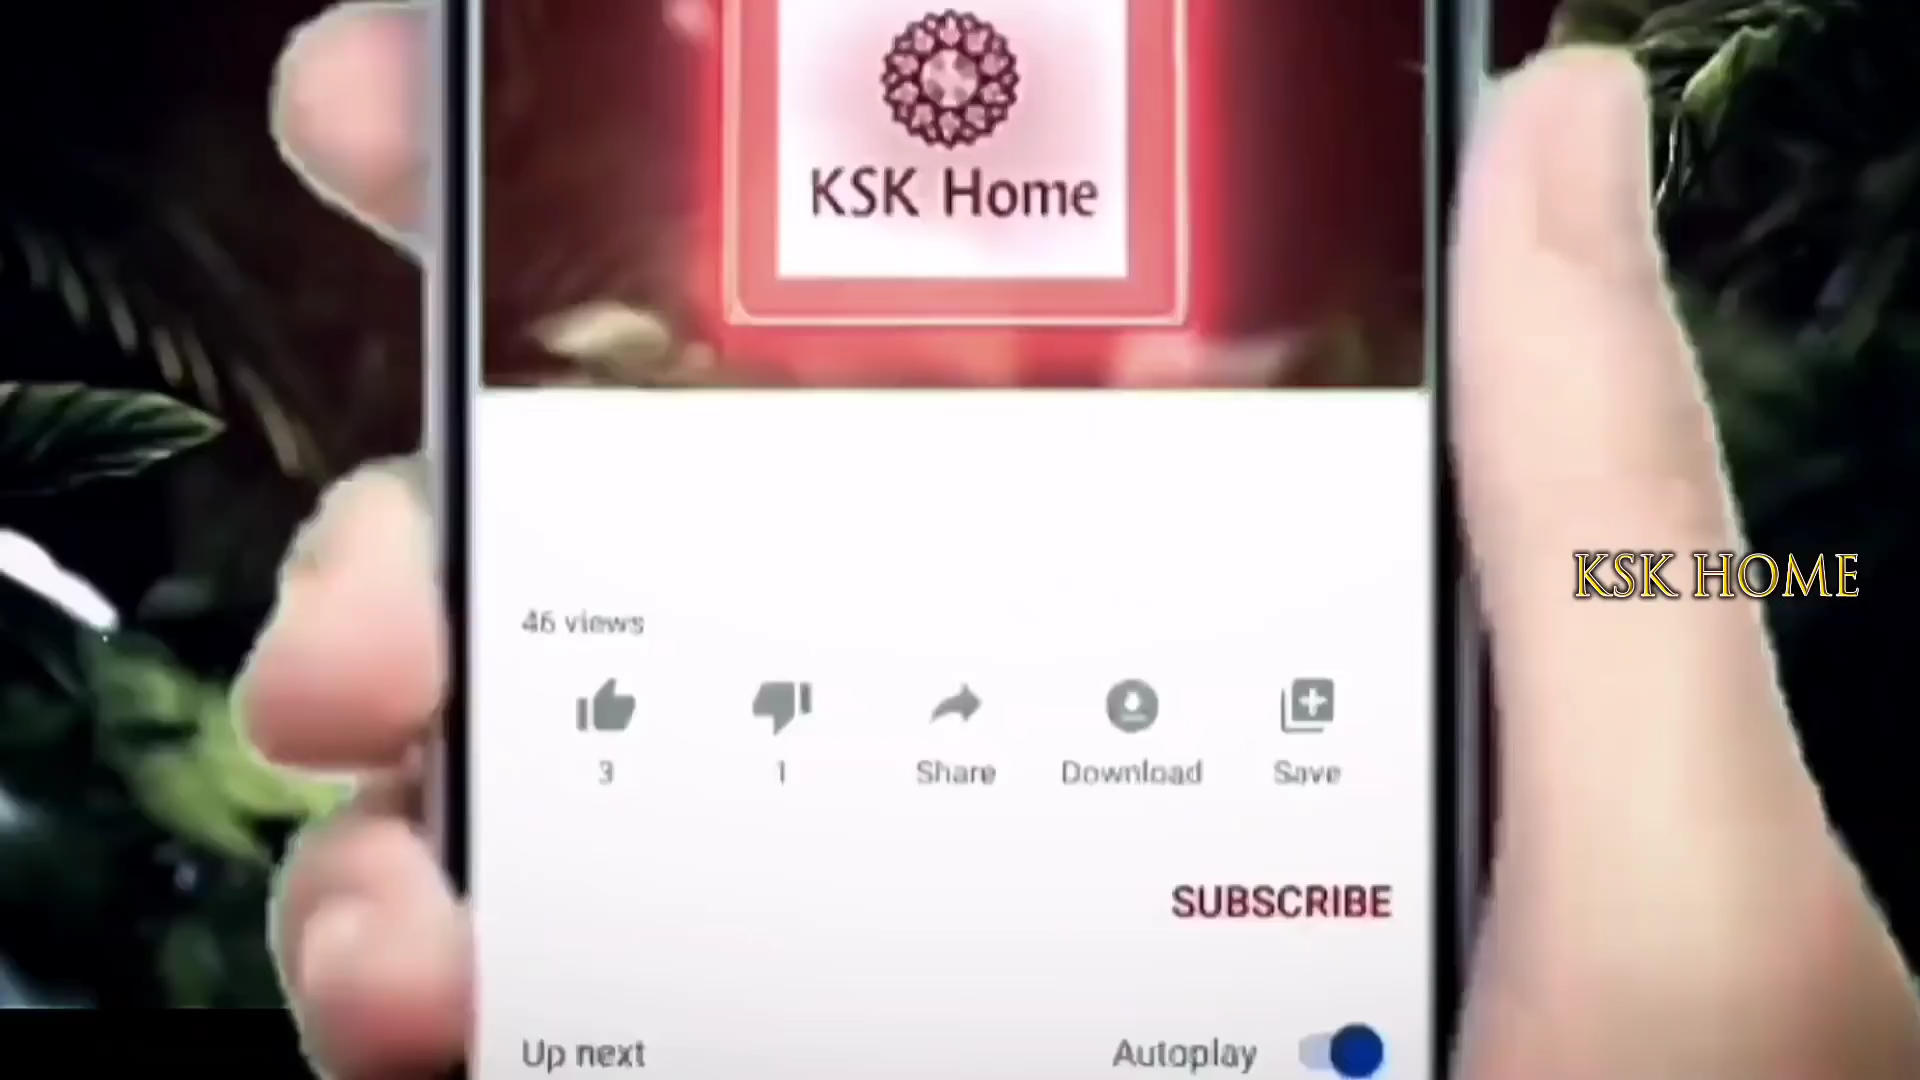 KSK Home
KSK HOME
46 views
3
1
Share
Download
Save
SUBSCRIBE
Up next
Autoplay